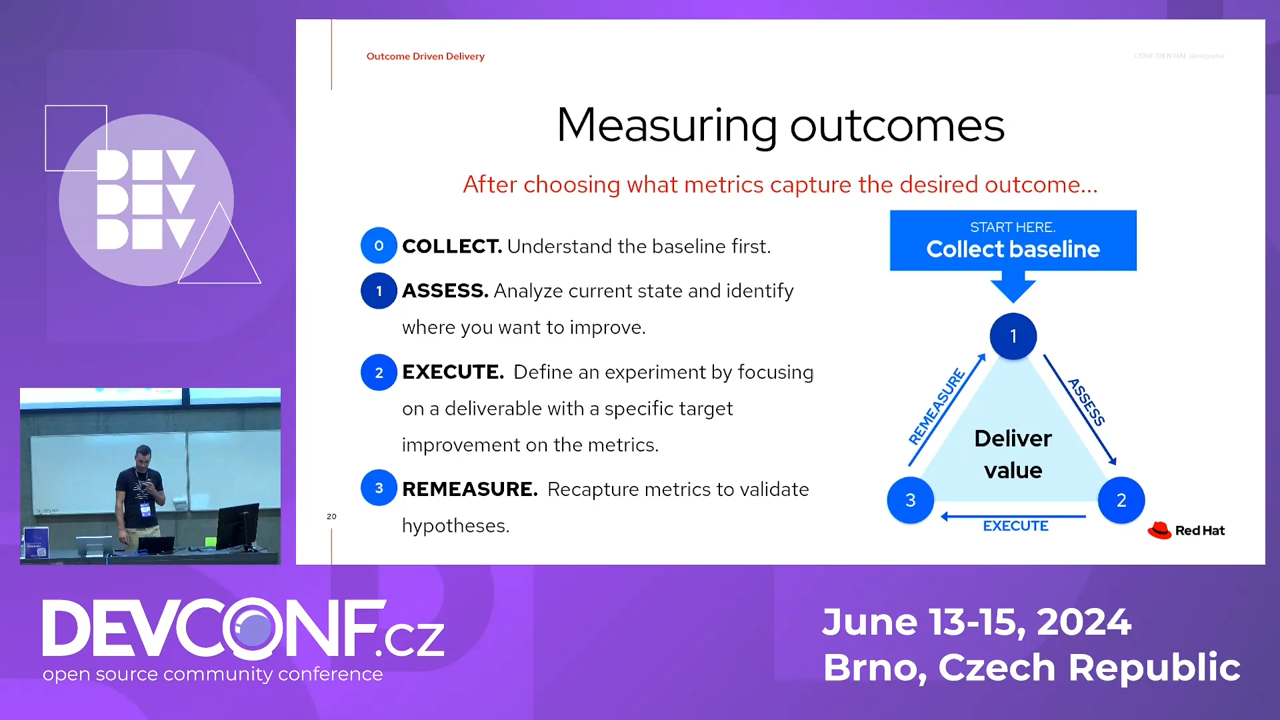 Outcome Driven Delivery
Measuring outcomes
After choosing what metrics capture the desired outcome...
0 COLLECT. Understand the baseline first.
1 ASSESS. Analyze current state and identify
where you want to improve.
2 EXECUTE. Define an experiment by focusing
on a deliverable with a specific target
improvement on the metrics.
3 REMEASURE. Recapture metrics to validate
hypotheses.
START HERE.
Collect baseline
1
REMEASURE
ASSESS
Deliver
value
3
2
EXECUTE
20
Red Hat
DEV
DEV
DEV
DEVCONF.cz
open source community conference
June 13-15, 2024
Brno, Czech Republic